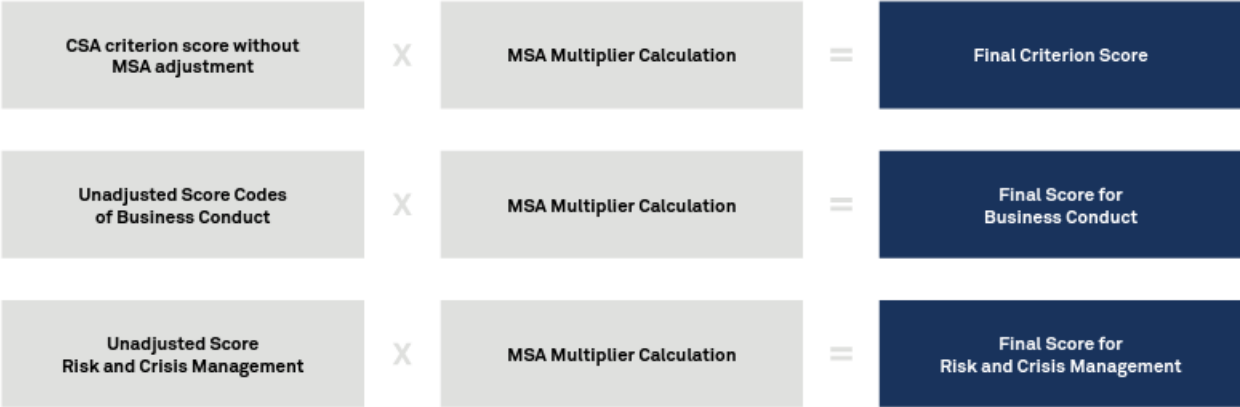 CSA criterion score without
MSA adjustment
X
MSA Multiplier Calculation
=
Final Criterion Score
Unadjusted Score Codes
of Business Conduct
X
MSA Multiplier Calculation
=
Final Score for
Business Conduct
Unadjusted Score
Risk and Crisis Management
X
MSA Multiplier Calculation
=
Final Score for
Risk and Crisis Management